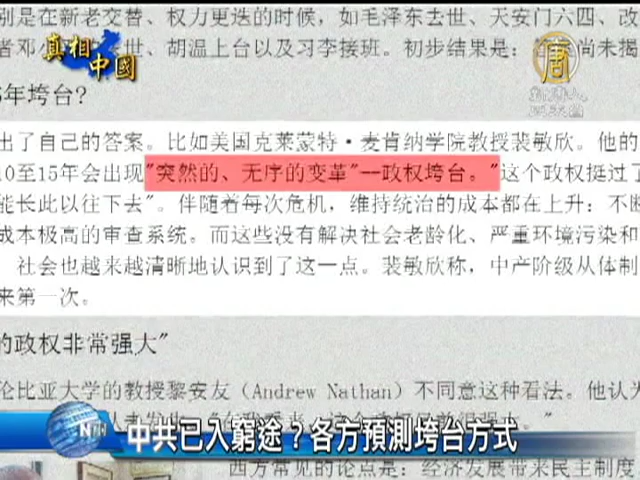 别是在新老交替、权力更迭的时候，如毛泽东去世、天安门六四、改
者邓小
去世、胡温上台以及习李接班。初步结果是：
尚未揭
真相中國
唐
新唐人
年垮台?
出了自己的答案。比如美国克莱蒙特·麦肯纳学院教授裴敏欣。他的
10至15年会出现"突然的、无序的变革"--政权垮台。"这个政权挺过了
能长此以往下去"。伴随着每次危机，维持统治的成本都在上升：不断
成本极高的审查系统。而这些没有解决社会老龄化、严重环境污染和
社会也越来越清晰地认识到了这一点。裴敏欣称，中产阶级从体制
来第一次。
的政权非常强大"
伦比亚大学的教授黎安友（Andrew Nathan）不同意这种看法。他认为
中共已入窮途？各方預測垮台方式
西方常见的论点是：经济发展带来民主制度